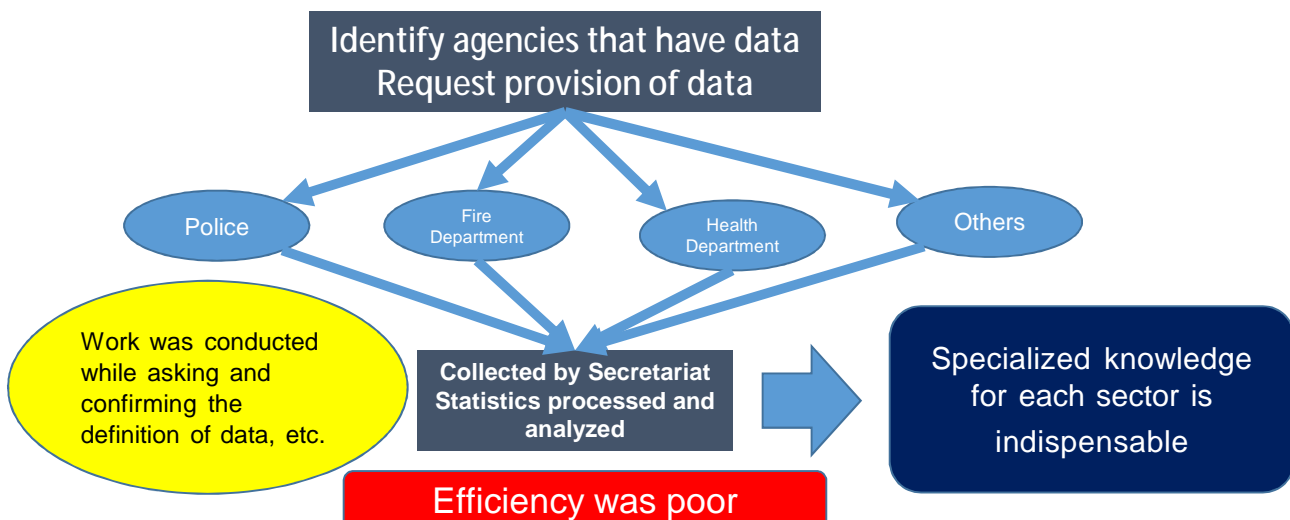 Identify agencies that have data
Request provision of data
Police
Fire
Department
Health
Department
Others
Work was conducted
while asking and
confirming the
definition of data, etc.
Collected by Secretariat
Statistics processed and
analyzed
Specialized knowledge
for each sector is
indispensable
Efficiency was poor